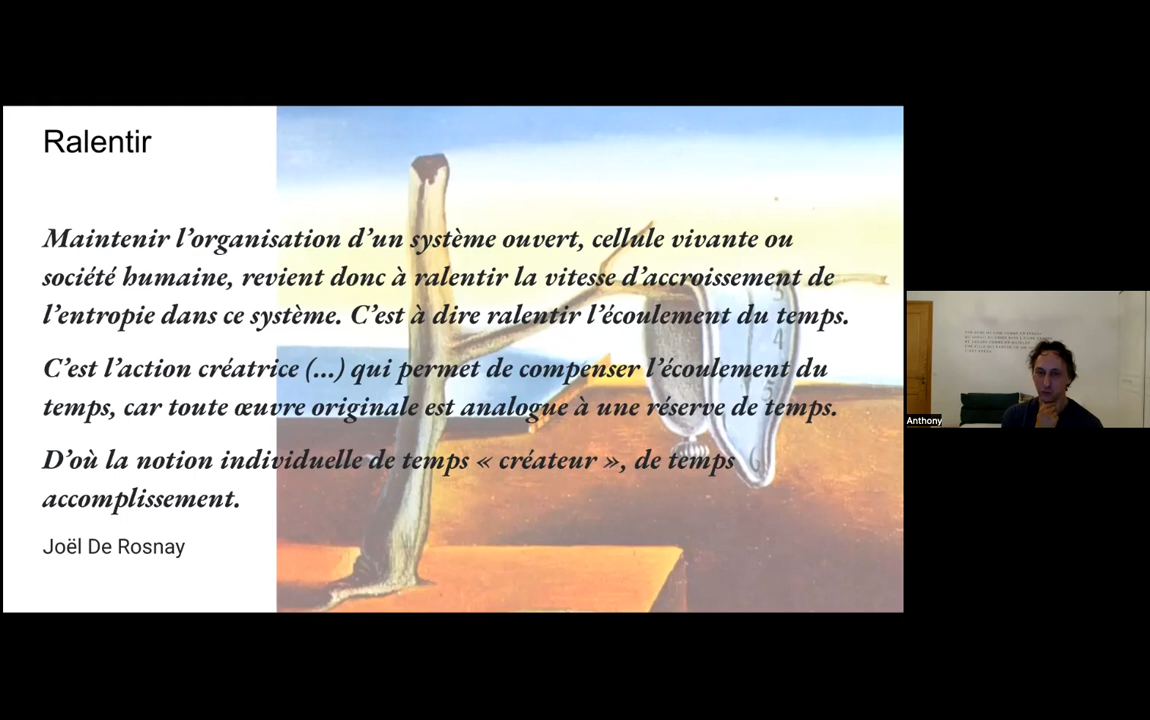 Ralentir
Maintenir l’organisation d’un système ouvert, cellule vivante ou
société humaine, revient donc à ralentir la vitesse d’accroissement de
l’entropie dans ce système. C’est à dire ralentir l’écoulement du temps.
C’est l’action créatrice (...) qui permet de compenser l’écoulement du
temps, car toute œuvre originale est analogue à une réserve de temps.
D’où la notion individuelle de temps « créateur », de temps
accomplissement.
Joël De Rosnay
Anthony